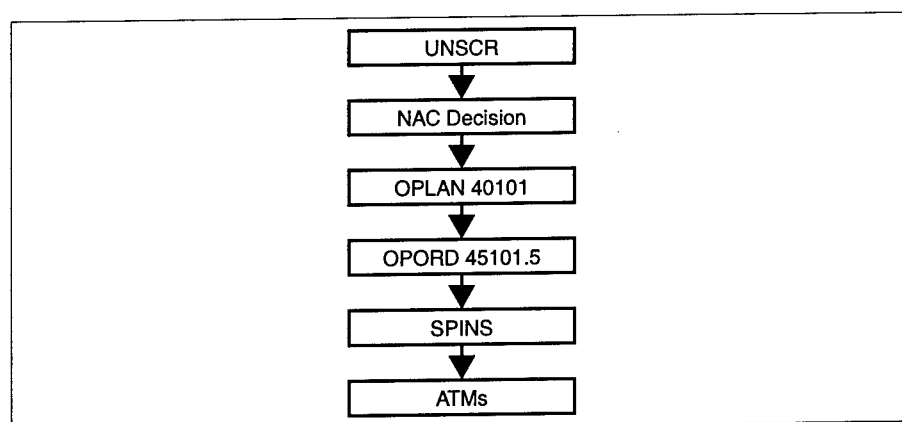 UNSCR
NAC Decision
OPLAN 40101
OPORD 45101.5
SPINS
ATMs